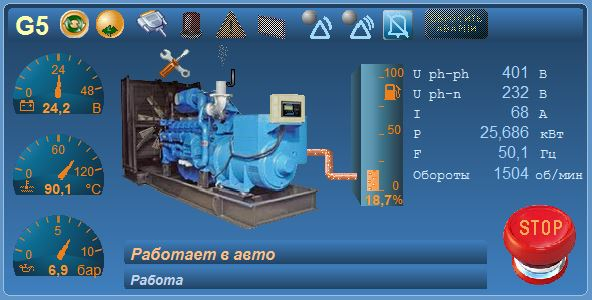 G5
СБРОСИТЬ
АВАРИИ
24
0
48
24,2 В
60
0
120
90,1 °C
5
0
10
6,9 бар
100
50
0
18,7%
U ph-ph 401 В
U ph-n 232 В
I 68 А
P 25,686 кВт
F 50,1 Гц
Обороты 1504 об/мин
STOP
Работает в авто
Работа